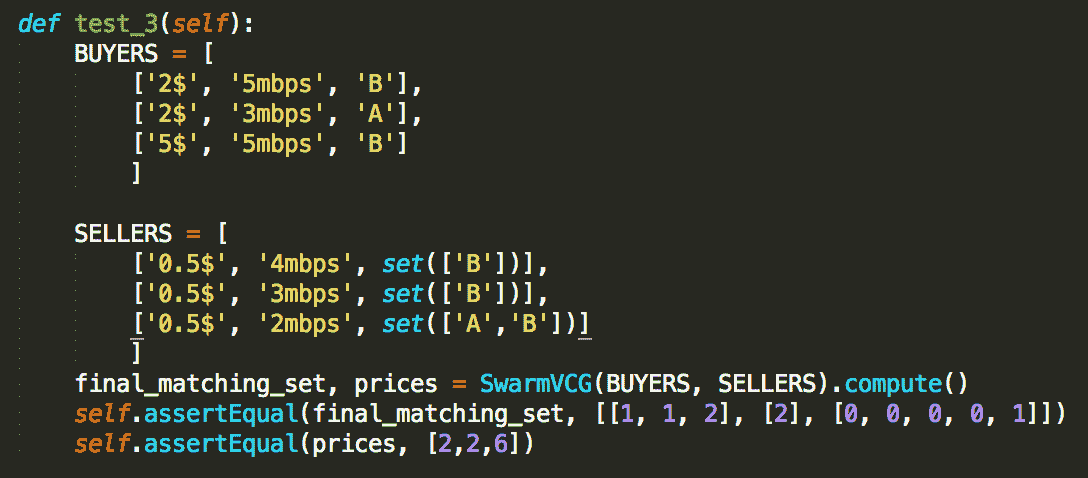 def test_3(self):
    BUYERS = [
        ['2$', '5mbps', 'B'],
        ['2$', '3mbps', 'A'],
        ['5$', '5mbps', 'B']
        ]
    SELLERS = [
        ['0.5$', '4mbps', set(['B'])],
        ['0.5$', '3mbps', set(['B'])],
        ['0.5$', '2mbps', set(['A','B'])]
        ]
    final_matching_set, prices = SwarmVCG(BUYERS, SELLERS).compute()
    self.assertEqual(final_matching_set, [[1, 1, 2], [2], [0, 0, 0, 0, 1]])
    self.assertEqual(prices, [2,2,6])